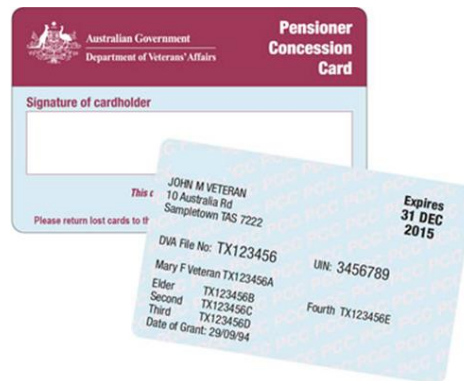 Australian Government
Department of Veterans' Affairs
Pensioner
Concession
Card
Signature of cardholder
This
Please return lost cards to
JOHN M VETERAN
10 Australia Rd
Sampletown TAS 7222
Expires
31 DEC
2015
DVA File No: TX123456
UIN: 3456789
Mary F Veteran TX123456A
Elder TX123456B
Second TX123456C
Fourth TX123456E
Third TX123456D
Date of Grant: 29/09/94